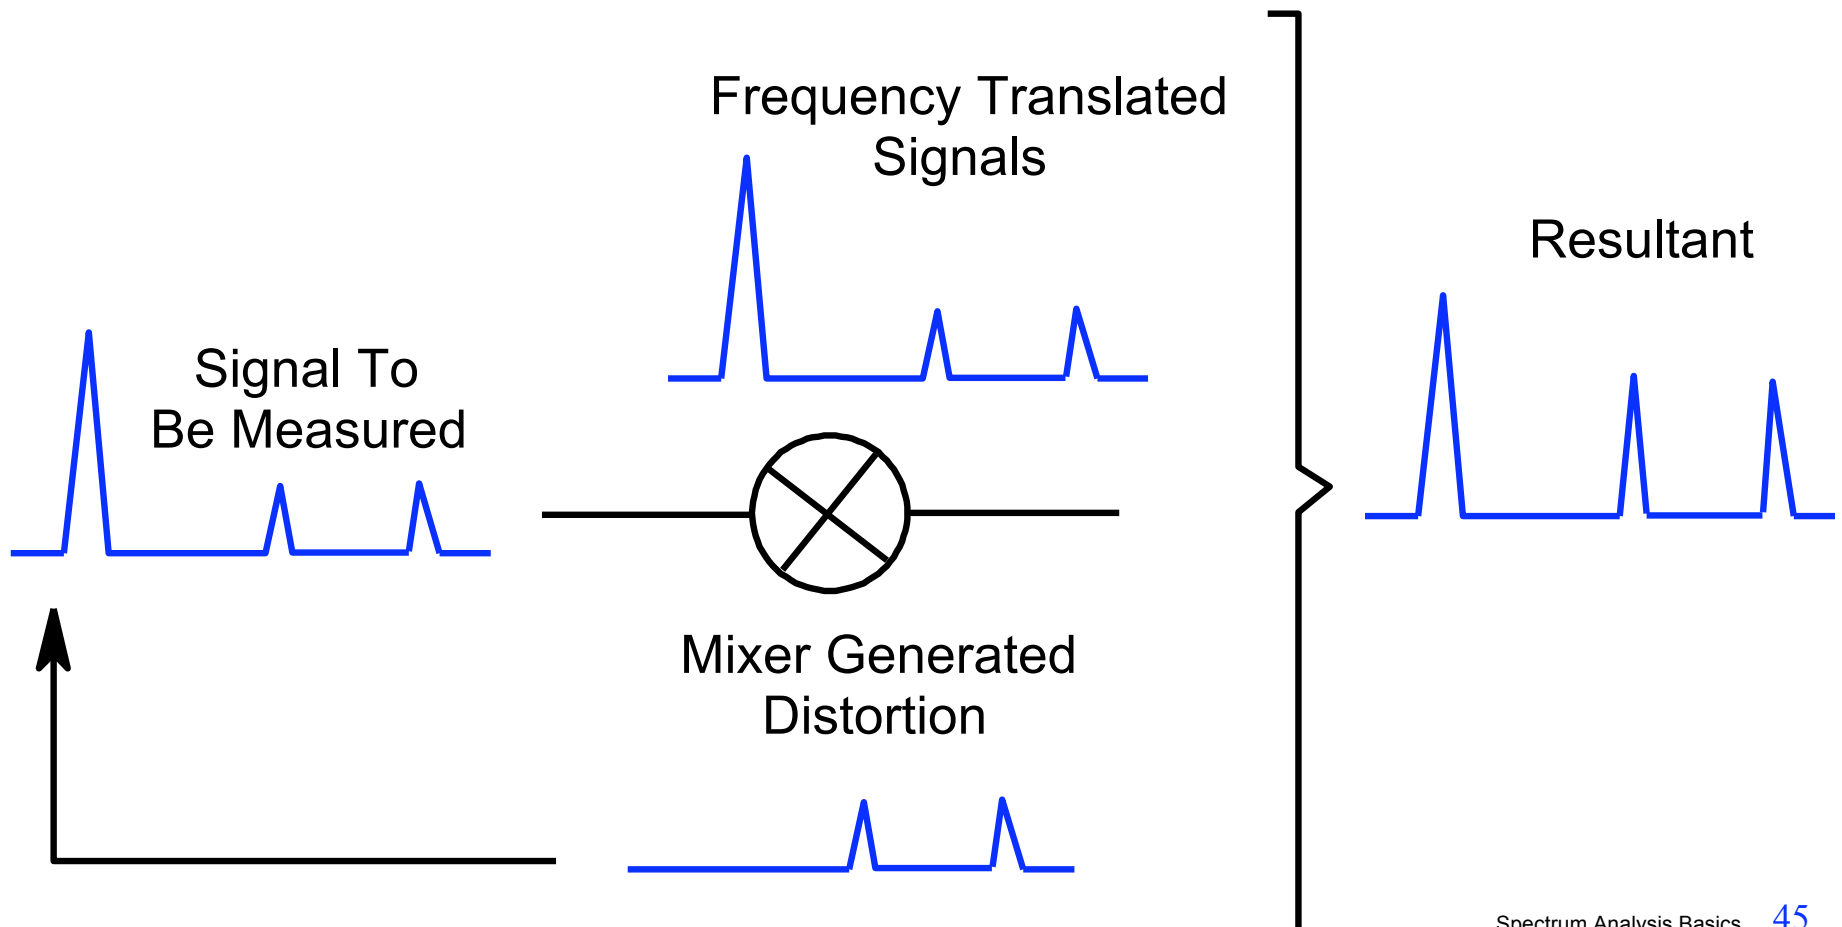 Frequency Translated
Signals
Resultant
Signal To
Be Measured
Mixer Generated
Distortion
Spectrum Analysis Basics 45